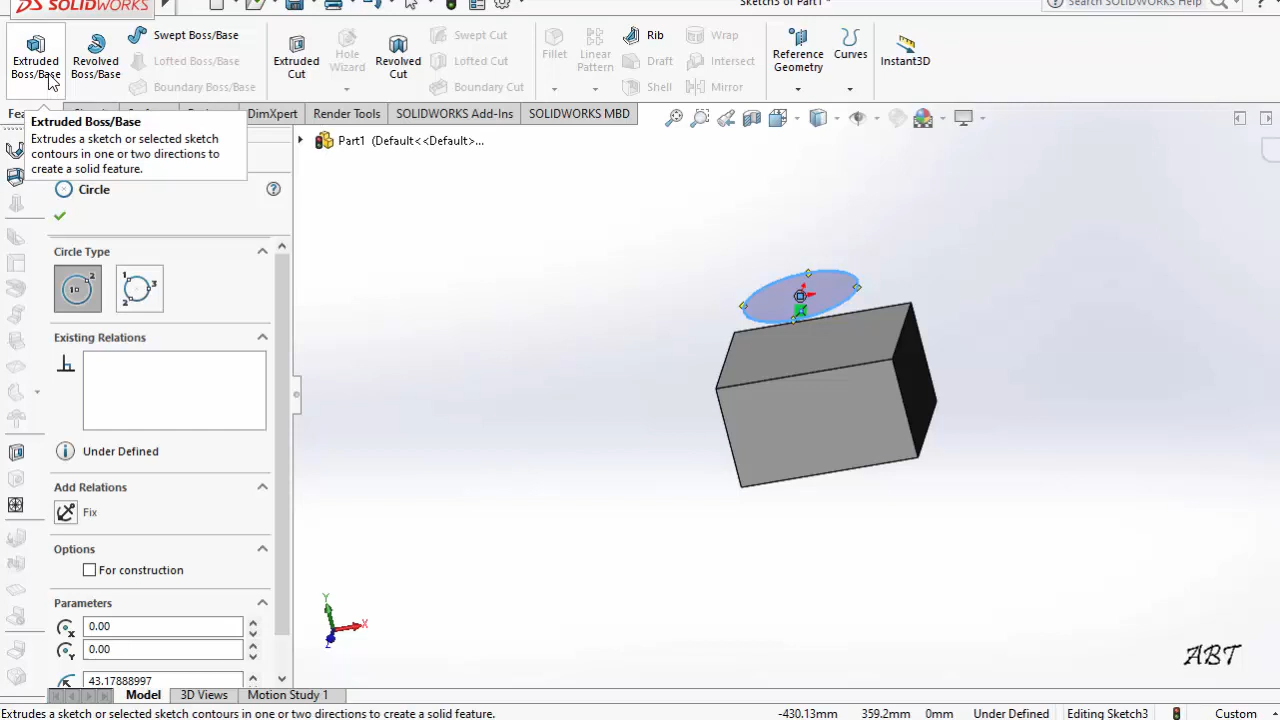 SOLIDWORKS
Sketch3 of Part1 *
Search SOLIDWORKS Help
Extruded Boss/Base
Revolved Boss/Base
Swept Boss/Base
Lofted Boss/Base
Boundary Boss/Base
Extruded Cut
Hole Wizard
Revolved Cut
Swept Cut
Lofted Cut
Boundary Cut
Fillet
Linear Pattern
Rib
Draft
Shell
Wrap
Intersect
Mirror
Reference Geometry
Curves
Instant3D
DimXpert
Render Tools
SOLIDWORKS Add-Ins
SOLIDWORKS MBD
Extruded Boss/Base
Extrudes a sketch or selected sketch
contours in one or two directions to
create a solid feature.
Part1 (Default<<Default>...
Circle
Circle Type
Existing Relations
Under Defined
Add Relations
Fix
Options
For construction
Parameters
0.00
0.00
43.17888997
Y
X
Z
ABT
Model
3D Views
Motion Study 1
Extrudes a sketch or selected sketch contours in one or two directions to create a solid feature.
-430.13mm
359.2mm
0mm
Under Defined
Editing Sketch3
Custom